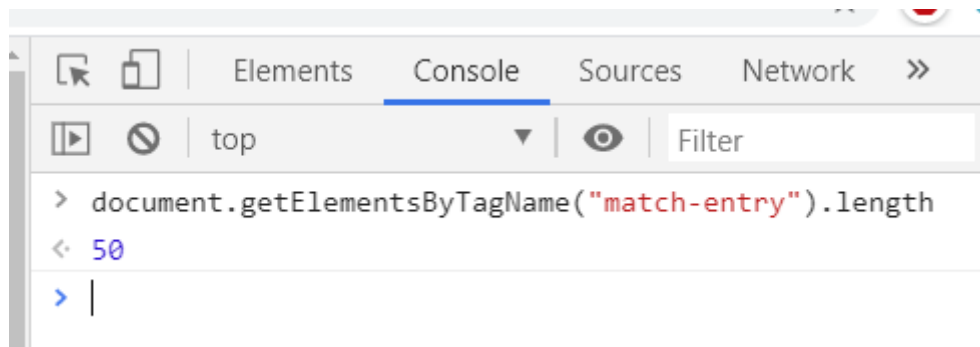 Elements Console Sources Network »
top ▼ Filter
> document.getElementsByTagName("match-entry").length
50
>